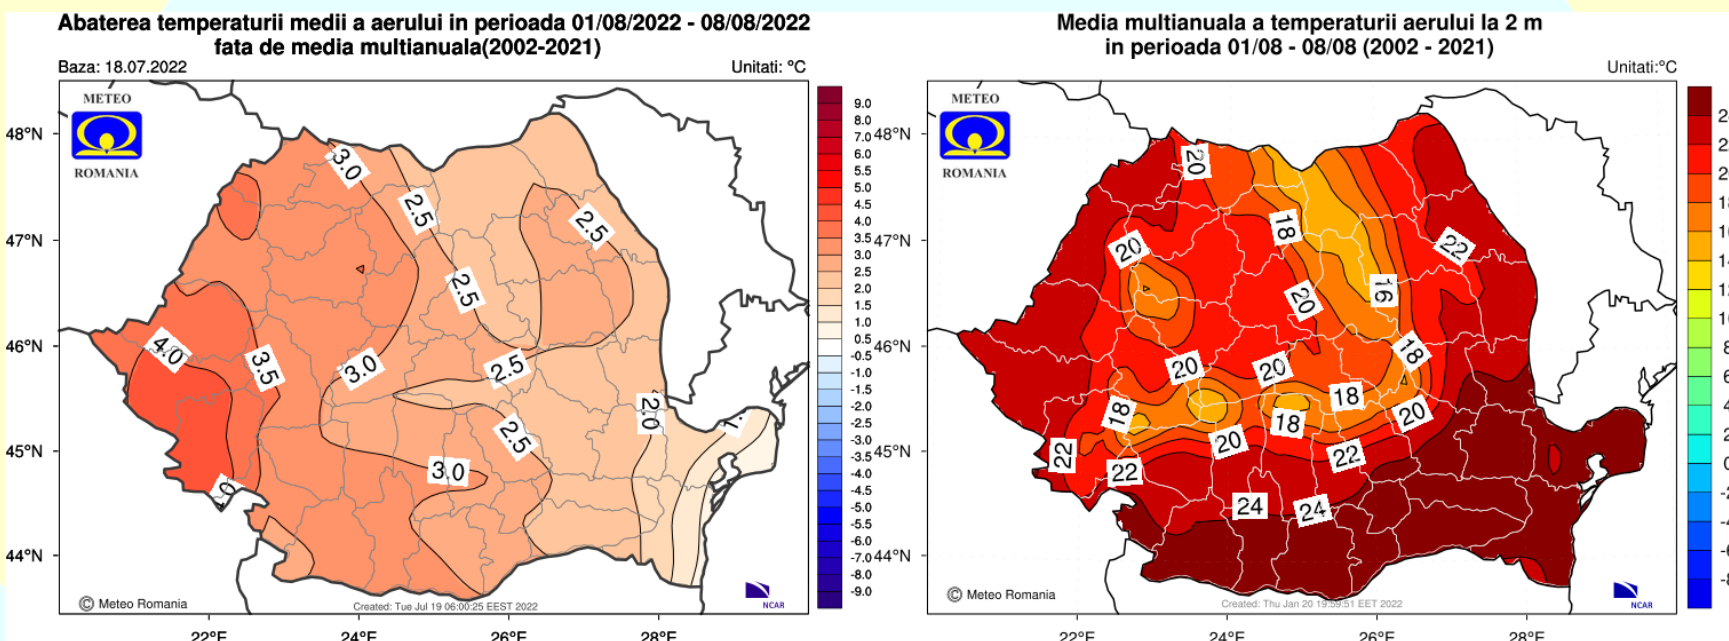 Abaterea temperaturii medii a aerului in perioada 01/08/2022 - 08/08/2022
fata de media multianuala(2002-2021)
Baza: 18.07.2022
Unitati: °C
METEO
ROMANIA
48°N
47°N
46°N
45°N
44°N
22°E
24°E
26°E
28°E
3.0
2.5
2.5
2.5
4.0
3.5
3.0
2.5
2.0
2.5
3.0
9.0
8.0
7.0
6.0
5.5
5.0
4.5
4.0
3.5
3.0
2.5
2.0
1.5
1.0
0.5
-0.5
-1.0
-1.5
-2.0
-2.5
-3.0
-3.5
-4.0
-4.5
-5.0
-5.5
-6.0
-7.0
-8.0
-9.0
© Meteo Romania
Created: Tue Jul 19 06:00:25 EEST 2022
NCAR
Media multianuala a temperaturii aerului la 2 m
in perioada 01/08 - 08/08 (2002 - 2021)
Unitati:°C
METEO
ROMANIA
48°N
47°N
46°N
45°N
44°N
22°E
24°E
26°E
28°E
20
18
20
22
20
16
18
20
20
18
18
18
20
20
22
22
22
24
24
© Meteo Romania
Created: Thu Jan 20 19:59:51 EET 2022
NCAR